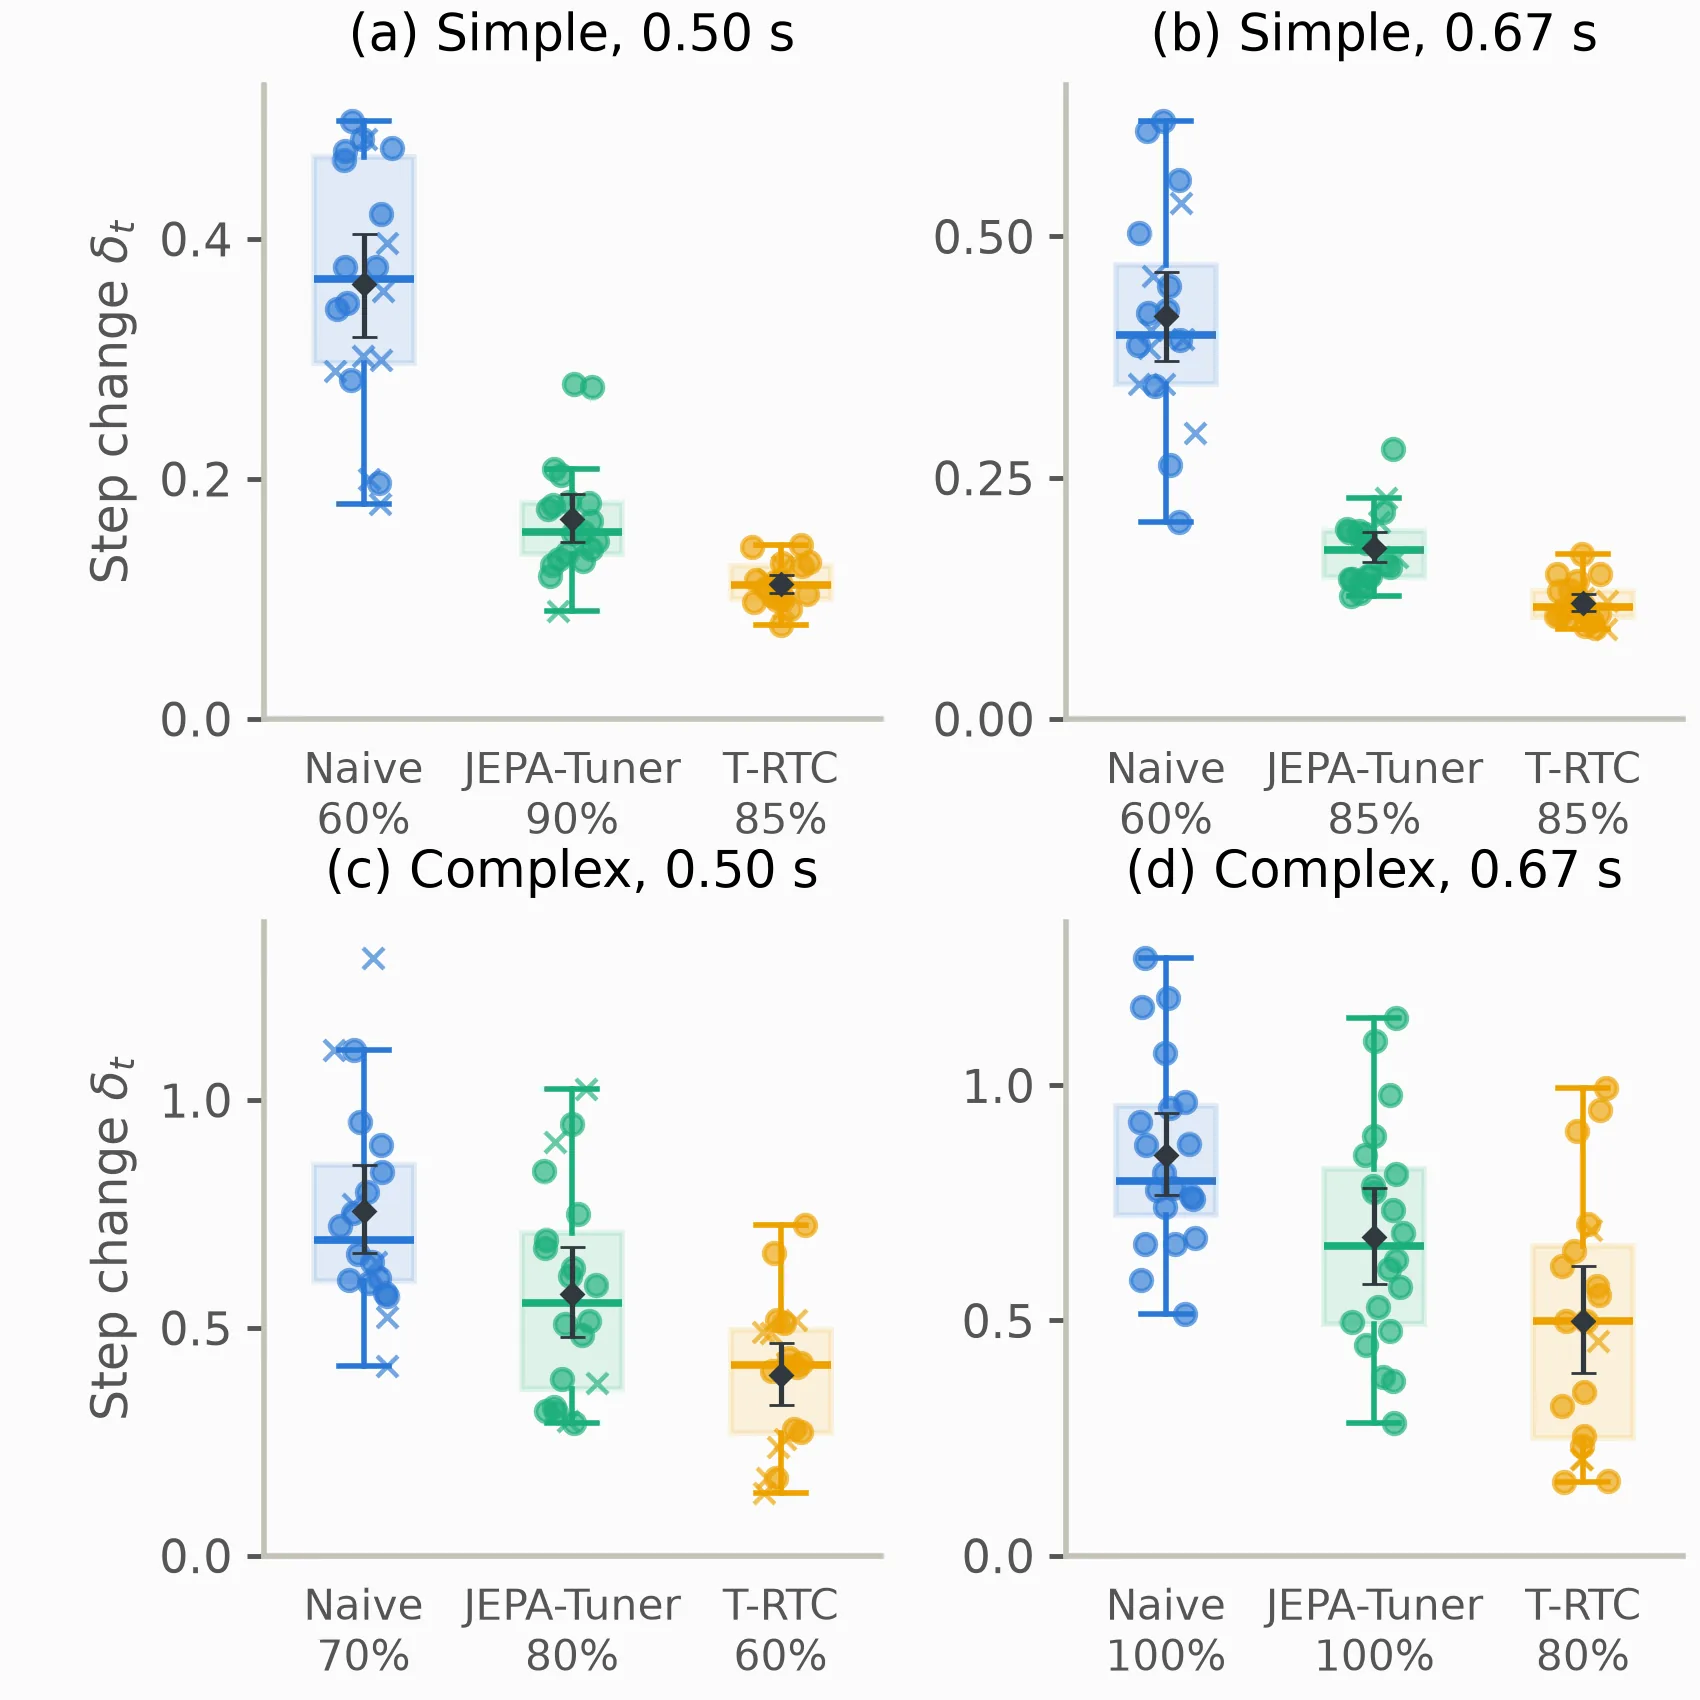 (a) Simple, 0.50 s
Step change δt
0.4
0.2
0.0
Naive JEPA-Tuner T-RTC
60% 90% 85%
(b) Simple, 0.67 s
0.50
0.25
0.00
Naive JEPA-Tuner T-RTC
60% 85% 85%
(c) Complex, 0.50 s
Step change δt
1.0
0.5
0.0
Naive JEPA-Tuner T-RTC
70% 80% 60%
(d) Complex, 0.67 s
1.0
0.5
0.0
Naive JEPA-Tuner T-RTC
100% 100% 80%